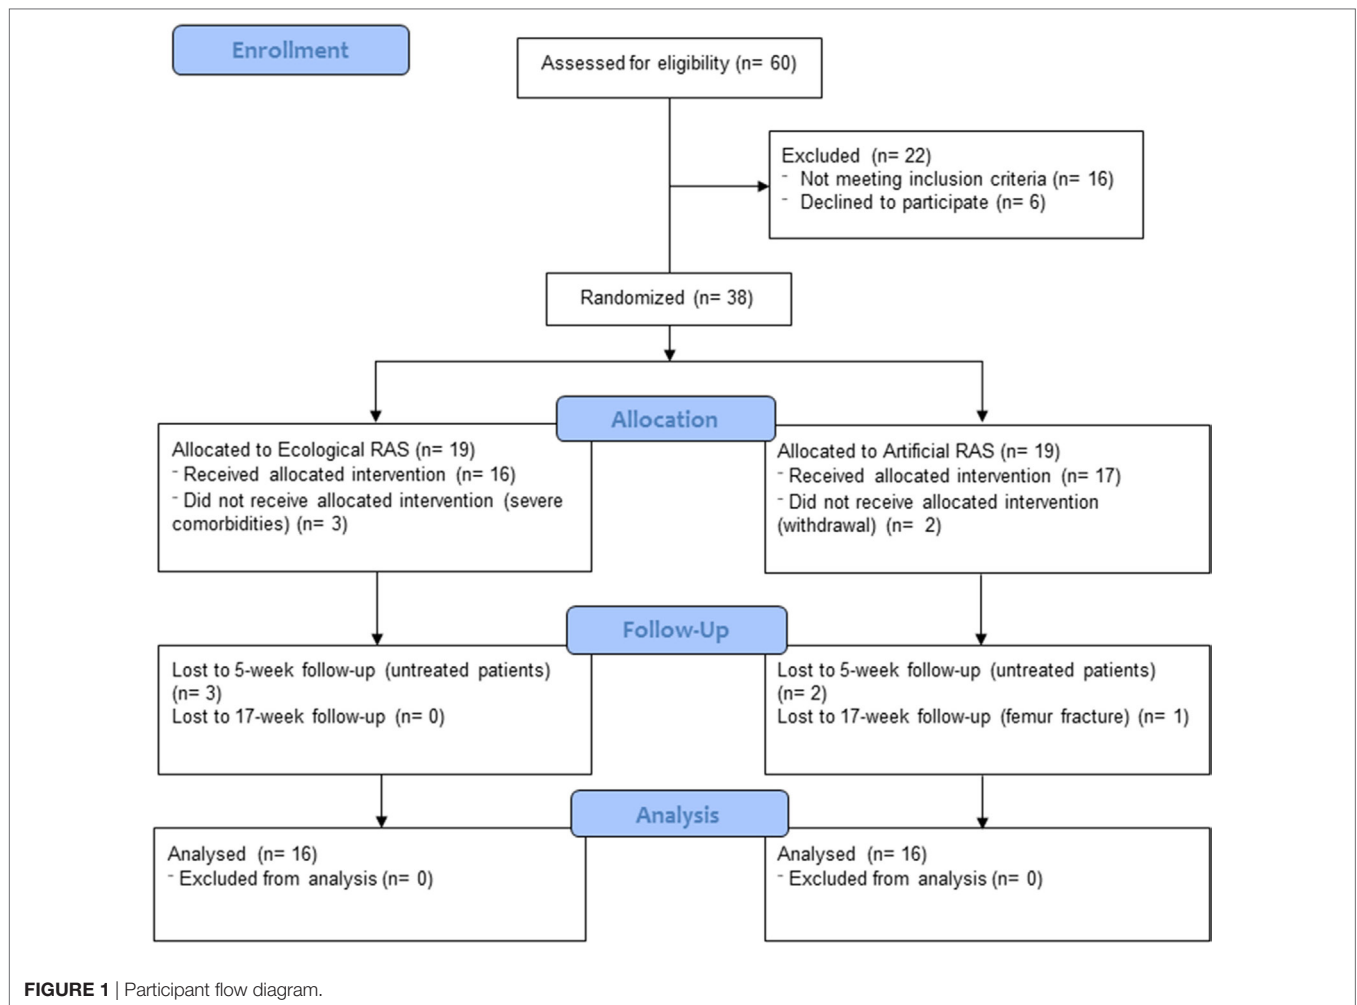 Enrollment
Assessed for eligibility (n= 60)
Excluded (n= 22)
- Not meeting inclusion criteria (n= 16)
- Declined to participate (n= 6)
Randomized (n= 38)
Allocation
Allocated to Ecological RAS (n= 19)
- Received allocated intervention (n= 16)
- Did not receive allocated intervention (severe
comorbidities) (n= 3)
Allocated to Artificial RAS (n= 19)
- Received allocated intervention (n= 17)
- Did not receive allocated intervention
(withdrawal) (n= 2)
Follow-Up
Lost to 5-week follow-up (untreated patients)
(n= 3)
Lost to 17-week follow-up (n= 0)
Lost to 5-week follow-up (untreated patients)
(n= 2)
Lost to 17-week follow-up (femur fracture) (n= 1)
Analysis
Analysed (n= 16)
- Excluded from analysis (n= 0)
Analysed (n= 16)
- Excluded from analysis (n= 0)
FIGURE 1 | Participant flow diagram.